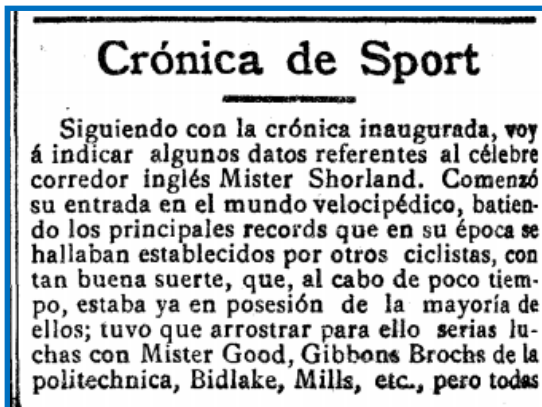 Crónica de Sport
Siguiendo con la crónica inaugurada, voy
á indicar algunos datos referentes al célebre
corredor inglés Mister Shorland. Comenzó
su entrada en el mundo velocipédico, batien-
do los principales records que en su época se
hallaban establecidos por otros ciclistas, con
tan buena suerte, que, al cabo de poco tiem-
po, estaba ya en posesión de la mayoría de
ellos; tuvo que arrostrar para ello serias lu-
chas con Mister Good, Gibbons Brochs de la
politechnica, Bidlake, Mills, etc., pero todas